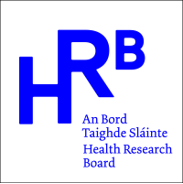 HRB
An Bord
Taighde Sláinte
Health Research
Board